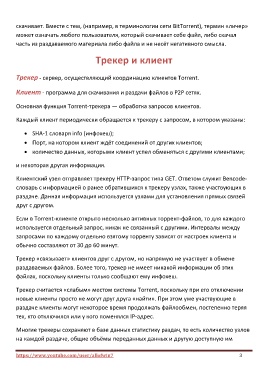 скачивает. Вместе с тем, (например, в терминологии сети BitTorrent), термин «личер»
может означать любого пользователя, который скачивает себе файл, либо скачал
часть из раздаваемого материала либо файла и не несёт негативного смысла.
Трекер и клиент
Трекер - сервер, осуществляющий координацию клиентов Torrent.
Клиент - программа для скачивания и раздачи файлов в P2P сетях.
Основная функция Torrent-трекера — обработка запросов клиентов.
Каждый клиент периодически обращается к трекеру с запросом, в котором указаны:
• SHA-1 словаря info (инфохеш);
• Порт, на котором клиент ждёт соединений от других клиентов;
• количество данных, которыми клиент успел обменяться с другими клиентами;
и некоторая другая информация.
Клиентский узел отправляет трекеру HTTP-запрос типа GET. Ответом служит Bencode-
словарь с информацией о ранее обратившихся к трекеру узлах, также участвующих в
раздаче. Данная информация используется узлами для установления прямых связей
друг с другом.
Если в Torrent-клиенте открыто несколько активных торрент-файлов, то для каждого
используется отдельный запрос, никак не связанный с другими. Интервалы между
запросами по каждому отдельно взятому торренту зависят от настроек клиента и
обычно составляют от 30 до 60 минут.
Трекер «связывает» клиентов друг с другом, но напрямую не участвует в обмене
раздаваемых файлов. Более того, трекер не имеет никакой информации об этих
файлах, поскольку клиенты только сообщают ему инфохеш.
Трекер считается «слабым» местом системы Torrent, поскольку при его отключении
новые клиенты просто не могут друг друга «найти». При этом уже участвующие в
раздаче клиенты могут некоторое время продолжать файлообмен, постепенно теряя
тех, кто отключился или у кого поменялся IP-адрес.
Многие трекеры сохраняют в базе данных статистику раздач, то есть количество узлов
на каждой раздаче, общие объёмы переданных данных и другую доступную им
3